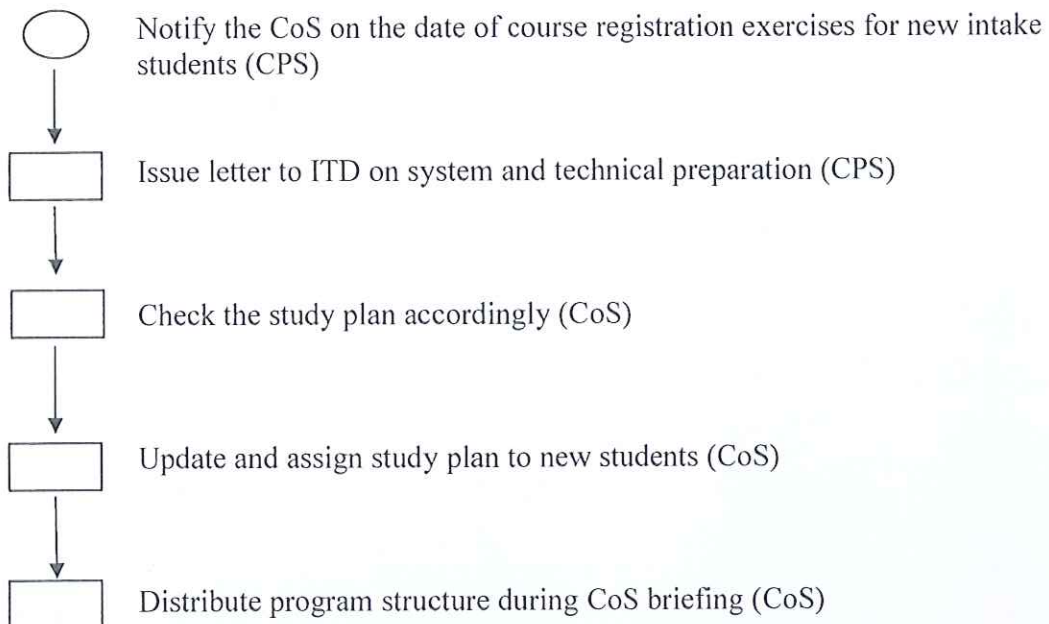 Notify the CoS on the date of course registration exercises for new intake
students (CPS)
Issue letter to ITD on system and technical preparation (CPS)
Check the study plan accordingly (CoS)
Update and assign study plan to new students (CoS)
Distribute program structure during CoS briefing (CoS)